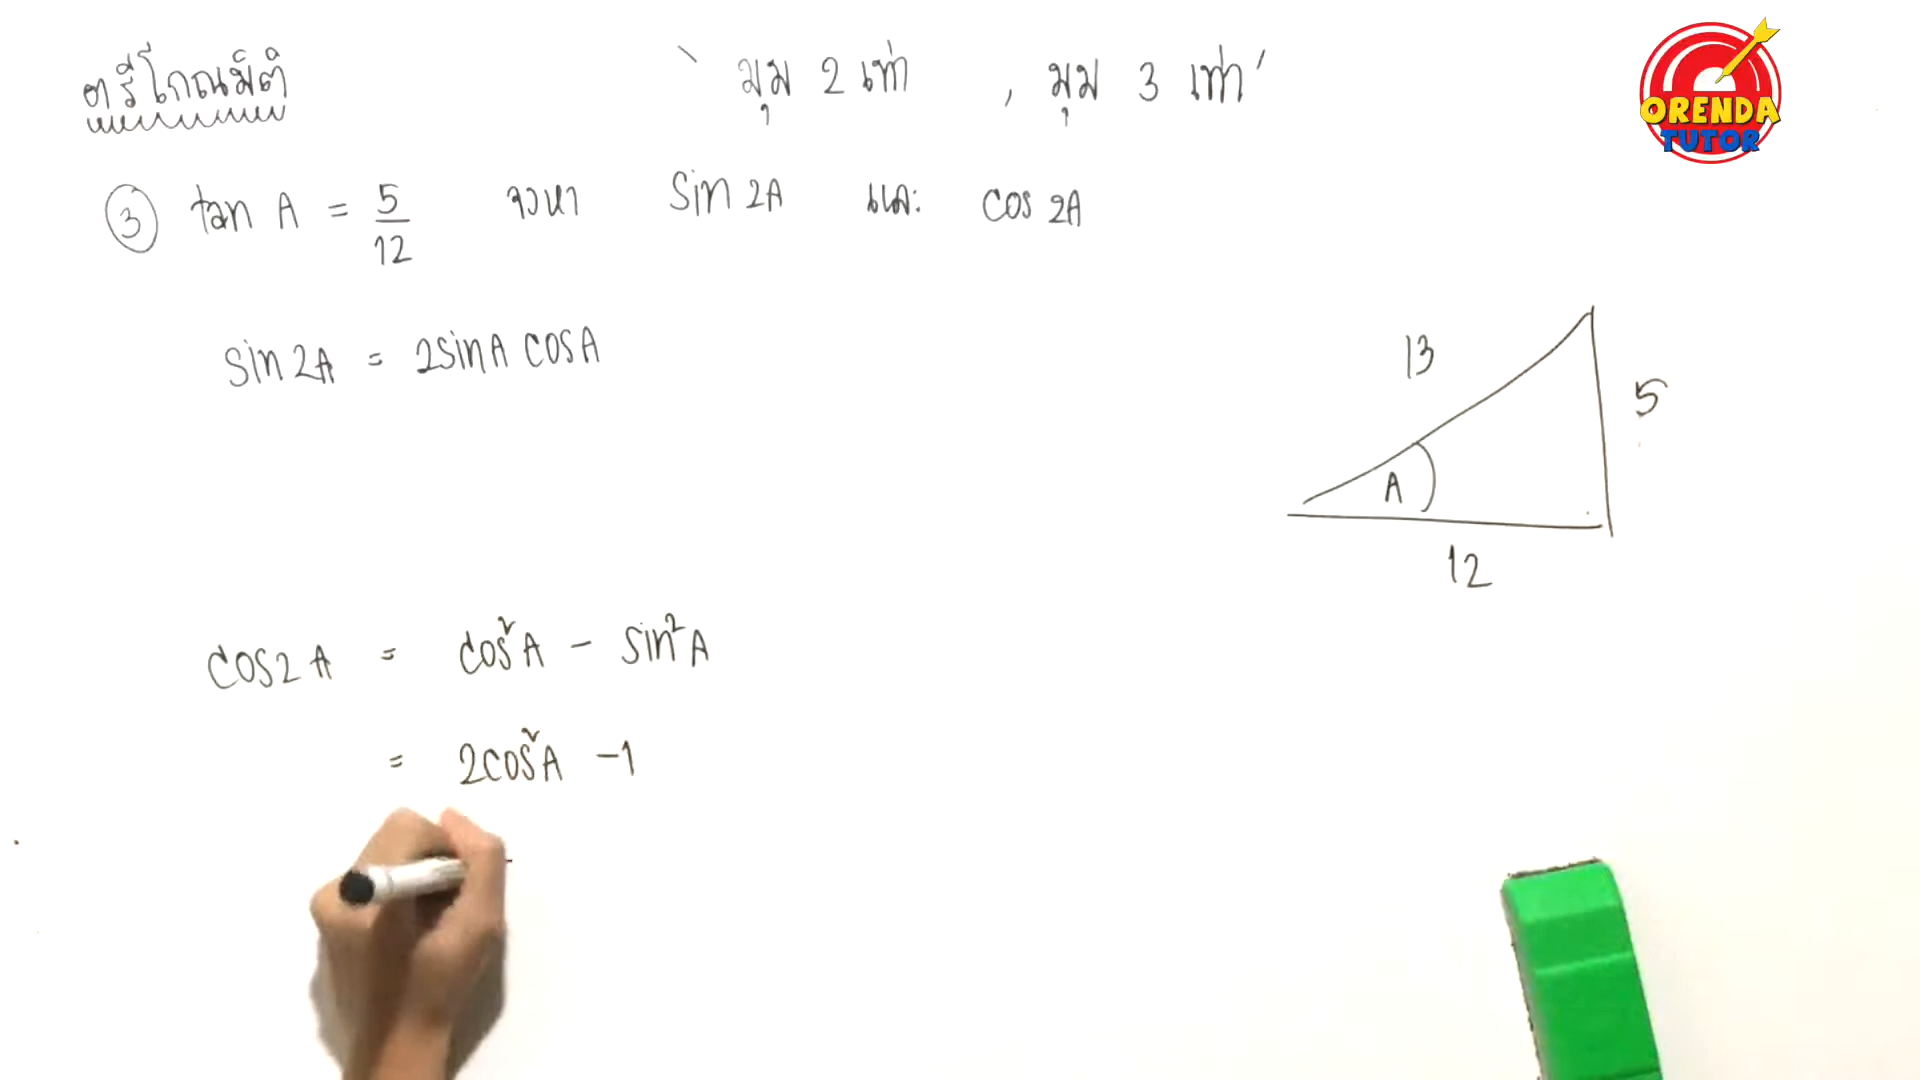 ตรีโกณมิติ
` มุม 2 เท่า , มุม 3 เท่า '
ORENDA
TUTOR
③ tan A = 5/12 จงหา sin 2A และ cos 2A
sin 2A = 2 sin A cos A
13
5
A
12
cos 2A = cos²A - sin²A
= 2cos²A - 1